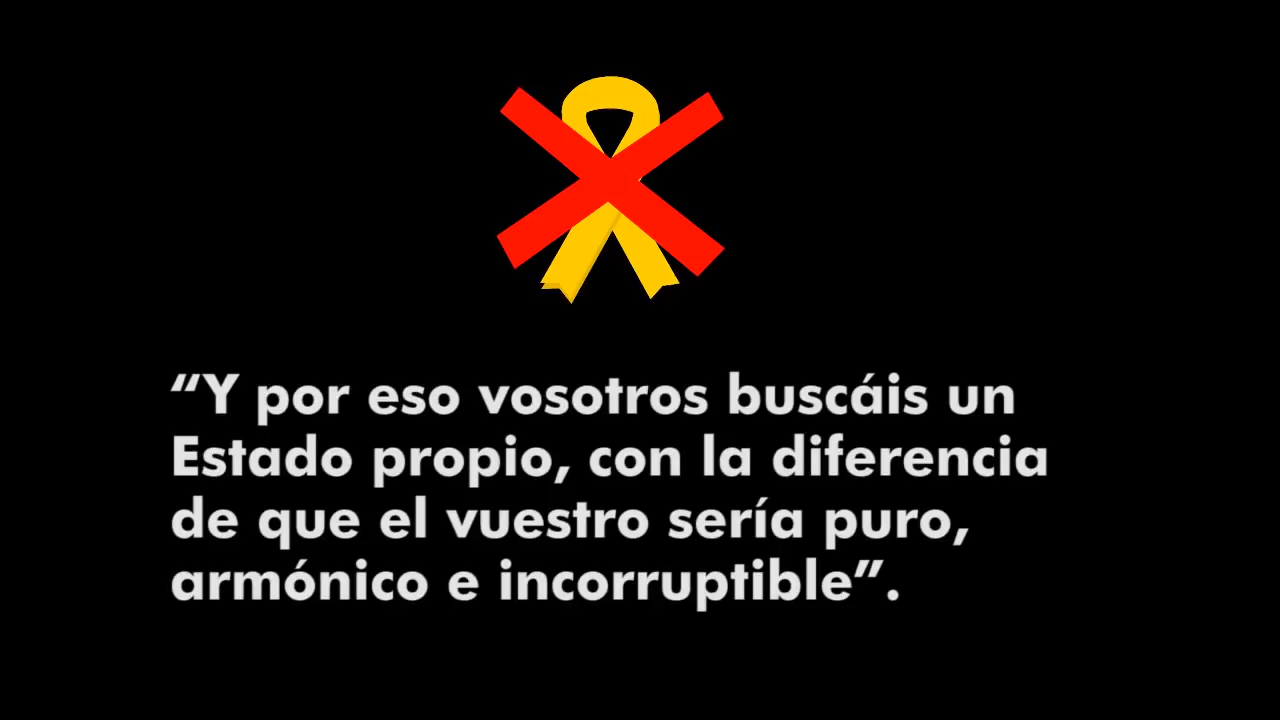 “Y por eso vosotros buscáis un
Estado propio, con la diferencia
de que el vuestro sería puro,
armónico e incorruptible”.